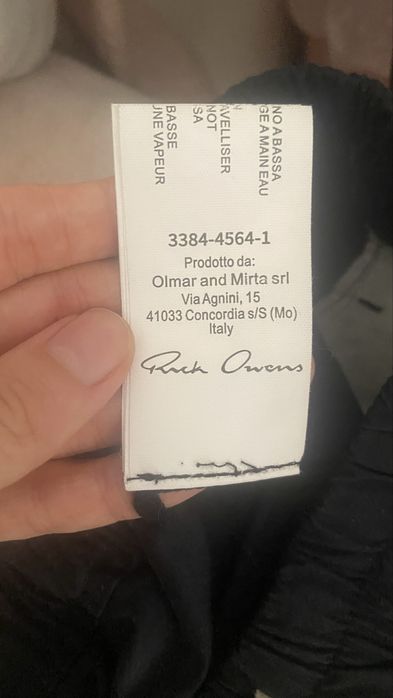 NO A BASSA
GE A MAIN EAU
AVELLISER
NOT
SA
BASSE
UNE VAPEUR
3384-4564-1
Prodotto da:
Olmar and Mirta srl
Via Agnini, 15
41033 Concordia s/S (Mo)
Italy
Rick Owens